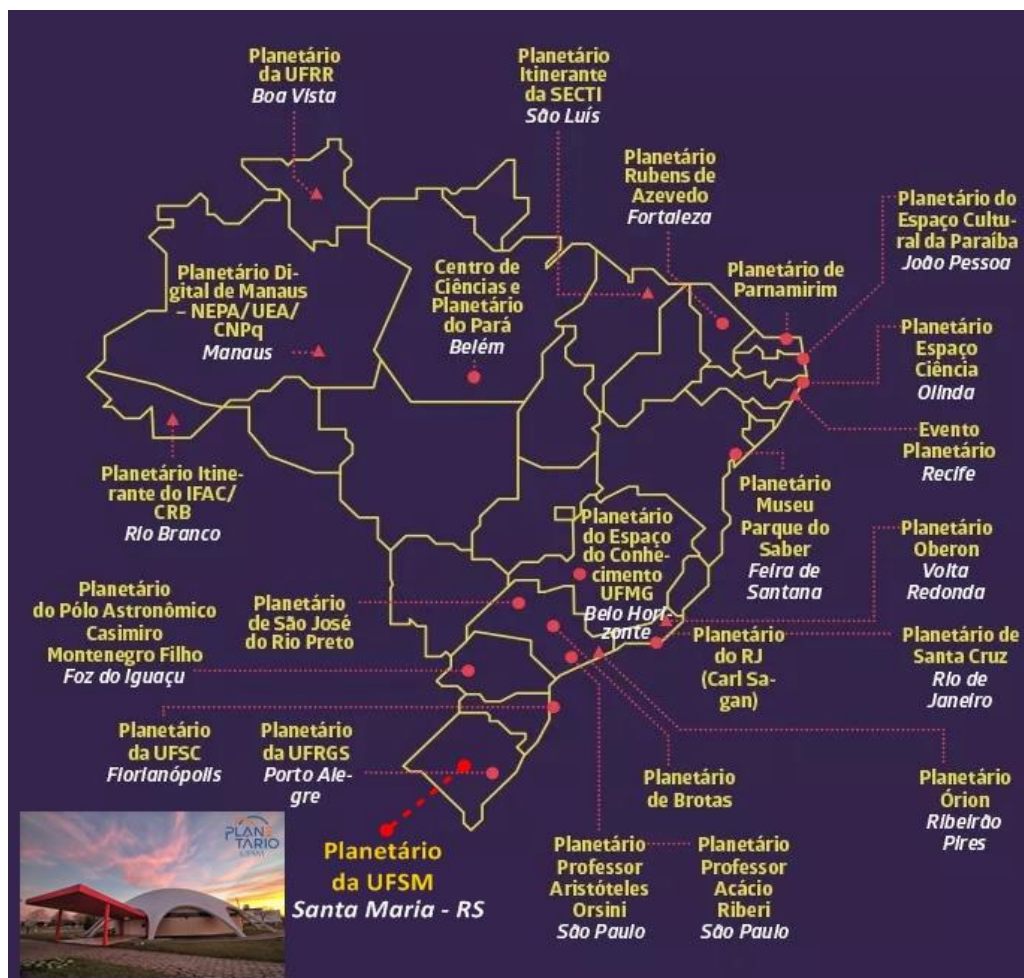 Planetário
da UFRR
Boa Vista
Planetário
Itinerante
da SECTI
São Luís
Planetário
Rubens de
Azevedo
Fortaleza
Planetário do
Espaço Cultu-
ral da Paraíba
João Pessoa
Planetário Di-
gital de Manaus
– NEPA/UEA/
CNPq
Manaus
Centro de
Ciências e
Planetário
do Pará
Belém
Planetário de
Parnamirim
Planetário
Espaço
Ciência
Olinda
Evento
Planetário
Recife
Planetário Itine-
rante do IFAC/
CRB
Rio Branco
Planetário
Museu
Parque do
Saber
Feira de
Santana
Planetário
do Espaço
do Conhe-
cimento
UFMG
Belo Hori-
zonte
Planetário
Oberon
Volta
Redonda
Planetário
do Pólo Astronômico
Casimiro
Montenegro Filho
Foz do Iguaçu
Planetário
de São José
do Rio Preto
Planetário
do RJ
(Carl Sa-
gan)
Planetário de
Santa Cruz
Rio de
Janeiro
Planetário
da UFSC
Florianópolis
Planetário
da UFRGS
Porto Ale-
gre
Planetário
de Brotas
Planetário
Órion
Ribeirão
Pires
PLANE
TÁRIO
UFSM
Planetário
da UFSM
Santa Maria - RS
Planetário
Professor
Aristóteles
Orsini
São Paulo
Planetário
Professor
Acácio
Riberi
São Paulo